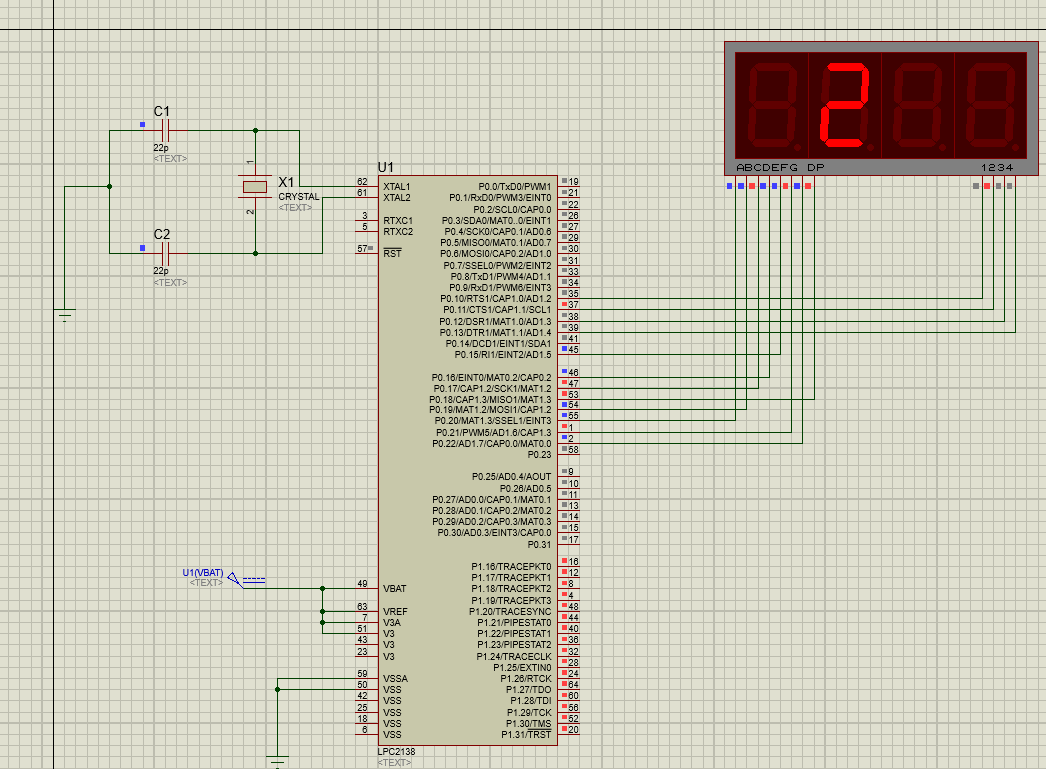 C1
22p
<TEXT>
1
X1
CRYSTAL
<TEXT>
2
C2
22p
<TEXT>
2
ABCDEFG DP
1234
U1
62 XTAL1
61 XTAL2
3 RTXC1
5 RTXC2
57 RST
P0.0/TxD0/PWM1 19
P0.1/RxD0/PWM3/EINT0 21
P0.2/SCL0/CAP0.0 22
P0.3/SDA0/MAT0..0/EINT1 26
P0.4/SCK0/CAP0.1/AD0.6 27
P0.5/MISO0/MAT0.1/AD0.7 29
P0.6/MOSI0/CAP0.2/AD1.0 30
P0.7/SSEL0/PWM2/EINT2 31
P0.8/TxD1/PWM4/AD1.1 33
P0.9/RxD1/PWM6/EINT3 34
P0.10/RTS1/CAP1.0/AD1.2 35
P0.11/CTS1/CAP1.1/SCL1 37
P0.12/DSR1/MAT1.0/AD1.3 38
P0.13/DTR1/MAT1.1/AD1.4 39
P0.14/DCD1/EINT1/SDA1 41
P0.15/RI1/EINT2/AD1.5 45
P0.16/EINT0/MAT0.2/CAP0.2 46
P0.17/CAP1.2/SCK1/MAT1.2 47
P0.18/CAP1.3/MISO1/MAT1.3 53
P0.19/MAT1.2/MOSI1/CAP1.2 54
P0.20/MAT1.3/SSEL1/EINT3 55
P0.21/PWM5/AD1.6/CAP1.3 1
P0.22/AD1.7/CAP0.0/MAT0.0 2
P0.23 58
P0.25/AD0.4/AOUT 9
P0.26/AD0.5 10
P0.27/AD0.0/CAP0.1/MAT0.1 11
P0.28/AD0.1/CAP0.2/MAT0.2 13
P0.29/AD0.2/CAP0.3/MAT0.3 14
P0.30/AD0.3/EINT3/CAP0.0 15
P0.31 17
P1.16/TRACEPKT0 16
P1.17/TRACEPKT1 12
P1.18/TRACEPKT2 8
P1.19/TRACEPKT3 4
P1.20/TRACESYNC 48
P1.21/PIPESTAT0 44
P1.22/PIPESTAT1 40
P1.23/PIPESTAT2 36
P1.24/TRACECLK 32
P1.25/EXTIN0 28
P1.26/RTCK 24
P1.27/TDO 64
P1.28/TDI 60
P1.29/TCK 56
P1.30/TMS 52
P1.31/TRST 20
U1(VBAT)
<TEXT>
49 VBAT
63 VREF
7 V3A
51 V3
43 V3
23 V3
59 VSSA
50 VSS
42 VSS
25 VSS
18 VSS
6 VSS
LPC2138
<TEXT>